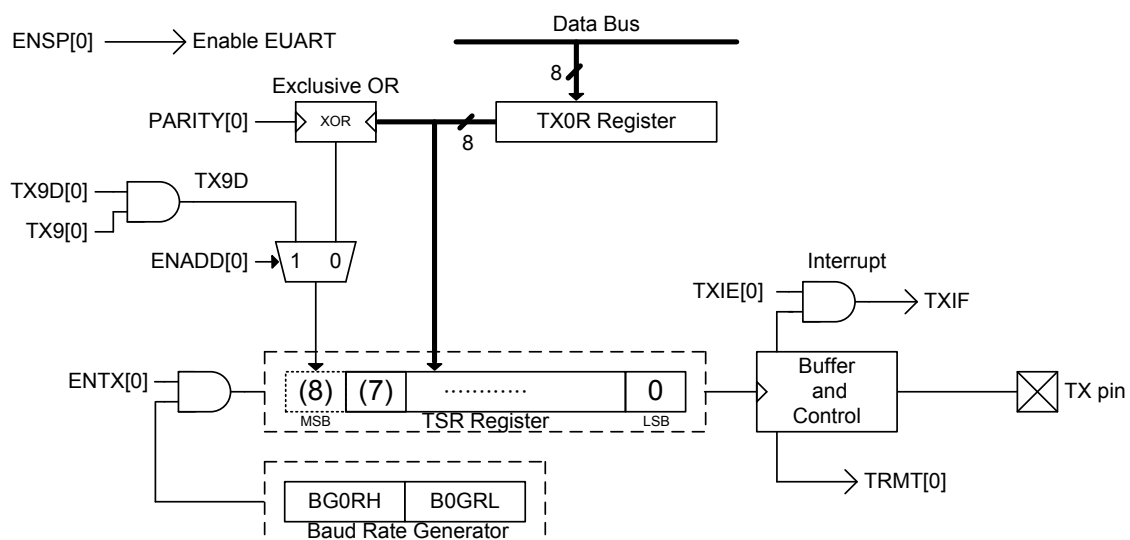 Data Bus
ENSP[0]
Enable EUART
8
Exclusive OR
PARITY[0]
XOR
8
TX0R Register
TX9D[0]
TX9D
TX9[0]
ENADD[0]
1 0
Interrupt
TXIE[0]
TXIF
ENTX[0]
(8) (7) ............ 0
MSB TSR Register LSB
Buffer
and
Control
TX pin
TRMT[0]
BG0RH B0GRL
Baud Rate Generator